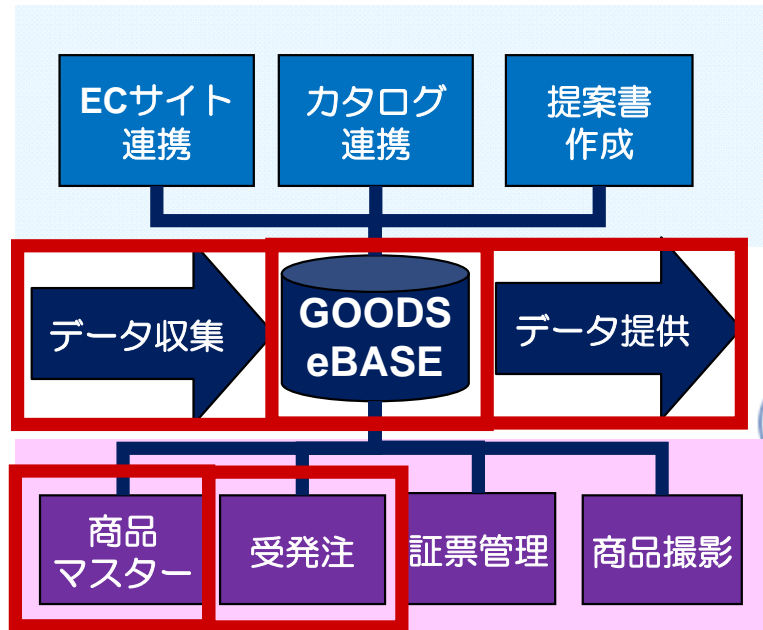 ECサイト
連携
カタログ
連携
提案書
作成
データ収集
GOODS
eBASE
データ提供
商品
マスター
受発注
証票管理
商品撮影